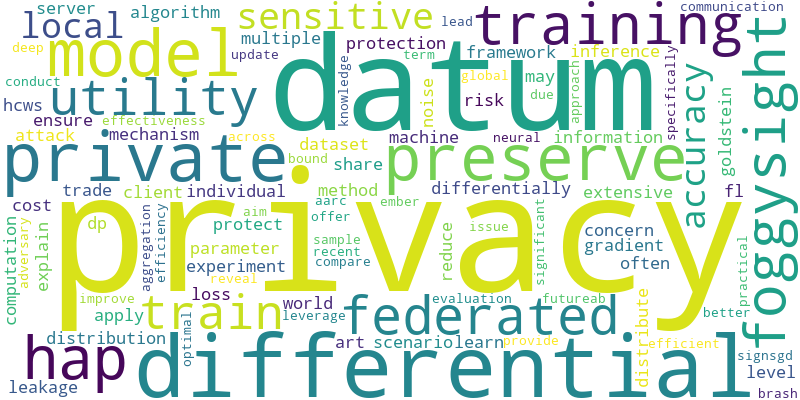 server algorithm sensitive lead communication
local training
deep model multiple protection framework inference
update datum term global may
conduct utility knowledge noise risk due approach specifically foggysight
hcws ensure effectiveness
attack mechanism across dataset machine neural information accuracy goldstein
private bound share preserve
trade client individual method differentially extensive fl
cost privacy aarc ember
dp aim offer issue
computation adversary explain aggregation efficiency protect sample recent compare reduce significant concern gradient
parameter
experiment often
reveal
loss practical
improve train world federated evaluation futureab distribute better
apply leverage
distribution optimal art scenario learn provide efficient
hap differential signsgd
level
leakage brash